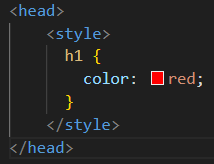 <head>
<style>
h1 {
color: red;
}
</style>
</head>